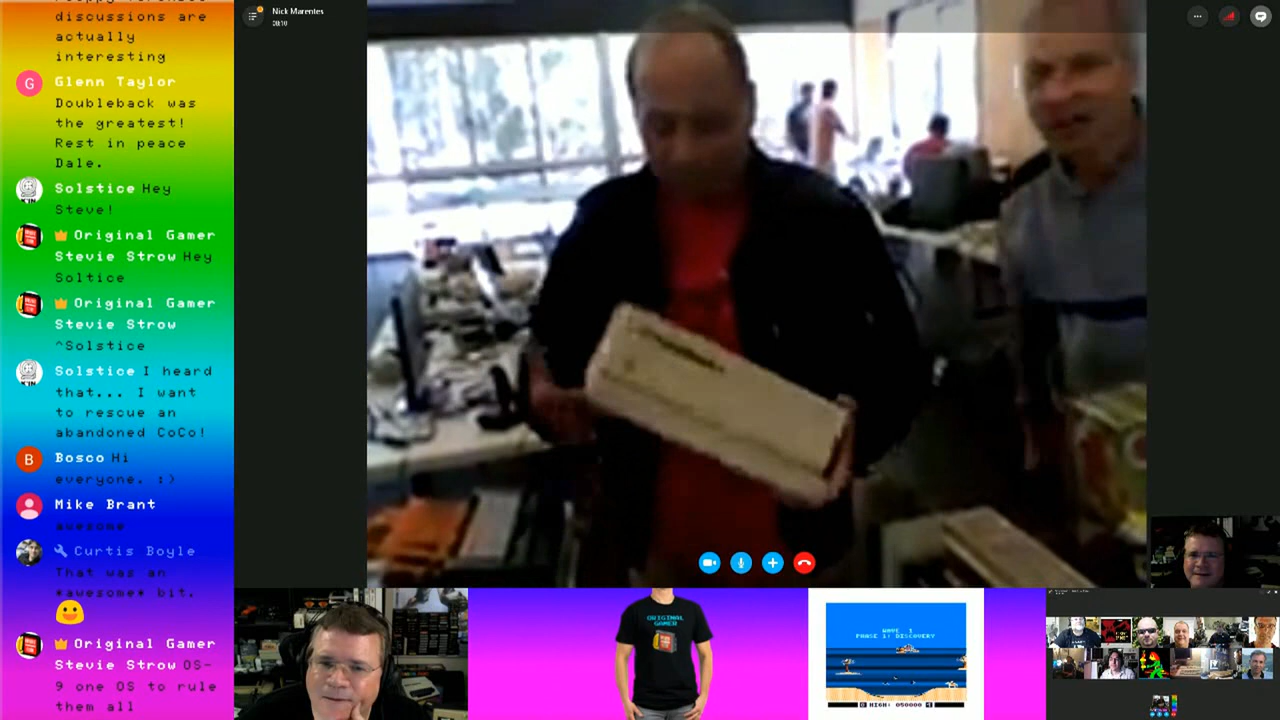 floppy forensic
discussions are
actually
interesting
G
Glenn Taylor
Doubleback was
the greatest!
Rest in peace
Dale.
Solstice Hey
Steve!
Original Gamer
Stevie Strow Hey
Soltice
Original Gamer
Stevie Strow
^Solstice
Solstice I heard
that... I want
to rescue an
abandoned CoCo!
B
Bosco Hi
everyone. :)
Mike Brant
awesome
Curtis Boyle
That was an
*awesome* bit.
Original Gamer
Stevie Strow OS-
9 one OS to rule
them all
Nick Marentes
ORIGINAL
GAMER
WAVE 1
PHASE 1: DISCOVERY
HIGH: 050000